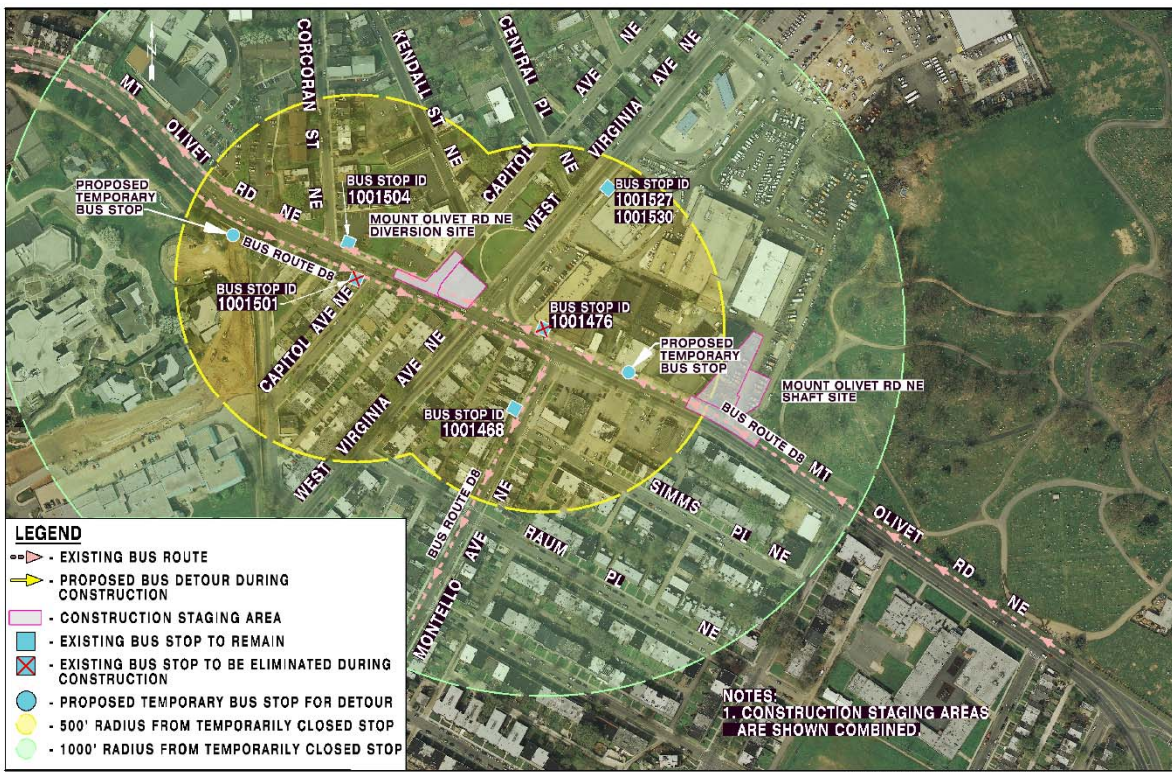 CORCORAN ST NE
KENDALL ST NE
CENTRAL PL NE
CAPITOL AVE NE
WEST VIRGINIA AVE NE
MT OLIVET RD NE
PROPOSED
TEMPORARY
BUS STOP
BUS STOP ID
1001504
MOUNT OLIVET RD NE
DIVERSION SITE
BUS STOP ID
1001527
1001530
BUS ROUTE D8
BUS STOP ID
1001501
CAPITOL AVE NE
BUS STOP ID
1001476
PROPOSED
TEMPORARY
BUS STOP
MOUNT OLIVET RD NE
SHAFT SITE
WEST VIRGINIA AVE NE
BUS STOP ID
1001468
BUS ROUTE D8
MT OLIVET RD NE
BUS ROUTE D8
MONTELLO AVE NE
SIMMS PL NE
RAUM PL NE
LEGEND
- EXISTING BUS ROUTE
- PROPOSED BUS DETOUR DURING
CONSTRUCTION
- CONSTRUCTION STAGING AREA
- EXISTING BUS STOP TO REMAIN
- EXISTING BUS STOP TO BE ELIMINATED DURING
CONSTRUCTION
- PROPOSED TEMPORARY BUS STOP FOR DETOUR
- 500' RADIUS FROM TEMPORARILY CLOSED STOP
- 1000' RADIUS FROM TEMPORARILY CLOSED STOP
NOTES:
1. CONSTRUCTION STAGING AREAS
ARE SHOWN COMBINED.